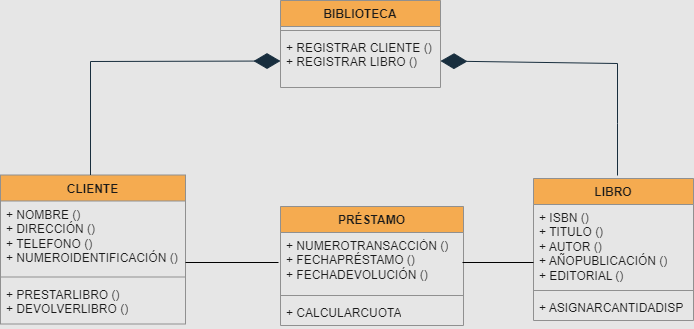 BIBLIOTECA
+ REGISTRAR CLIENTE ()
+ REGISTRAR LIBRO ()
CLIENTE
+ NOMBRE ()
+ DIRECCIÓN ()
+ TELEFONO ()
+ NUMEROIDENTIFICACIÓN ()
+ PRESTARLIBRO ()
+ DEVOLVERLIBRO ()
PRÉSTAMO
+ NUMEROTRANSACCIÓN ()
+ FECHAPRÉSTAMO ()
+ FECHADEVOLUCIÓN ()
+ CALCULARCUOTA
LIBRO
+ ISBN ()
+ TITULO ()
+ AUTOR ()
+ AÑOPUBLICACIÓN ()
+ EDITORIAL ()
+ ASIGNARCANTIDADISP